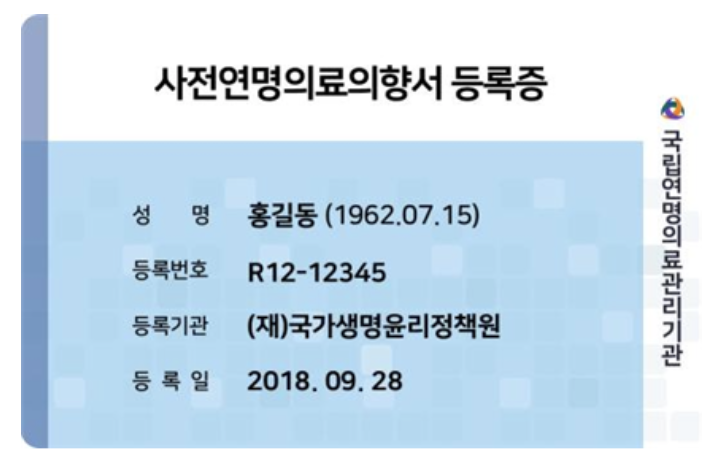 사전연명의료의향서 등록증
성 명 홍길동 (1962.07.15)
등록번호 R12-12345
등록기관 (재)국가생명윤리정책원
등 록 일 2018. 09. 28
국립연명의료관리기관